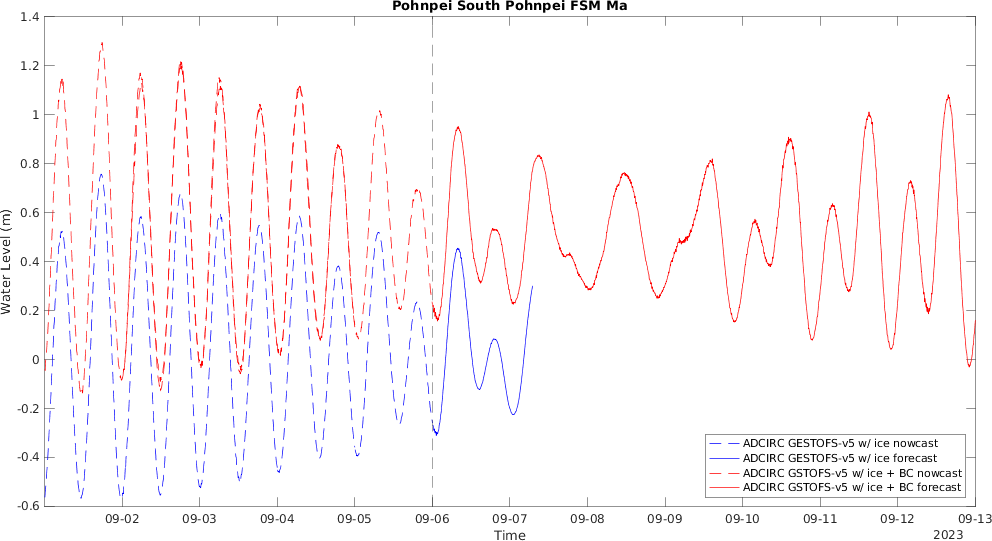 Pohnpei South Pohnpei FSM Ma
1.4
1.2
1
0.8
0.6
0.4
0.2
0
-0.2
-0.4
-0.6
Water Level (m)
ADCIRC GESTOFS-v5 w/ ice nowcast
ADCIRC GESTOFS-v5 w/ ice forecast
ADCIRC GSTOFS-v5 w/ ice + BC nowcast
ADCIRC GSTOFS-v5 w/ ice + BC forecast
09-02 09-03 09-04 09-05 09-06 09-07 09-08 09-09 09-10 09-11 09-12 09-13
Time
2023